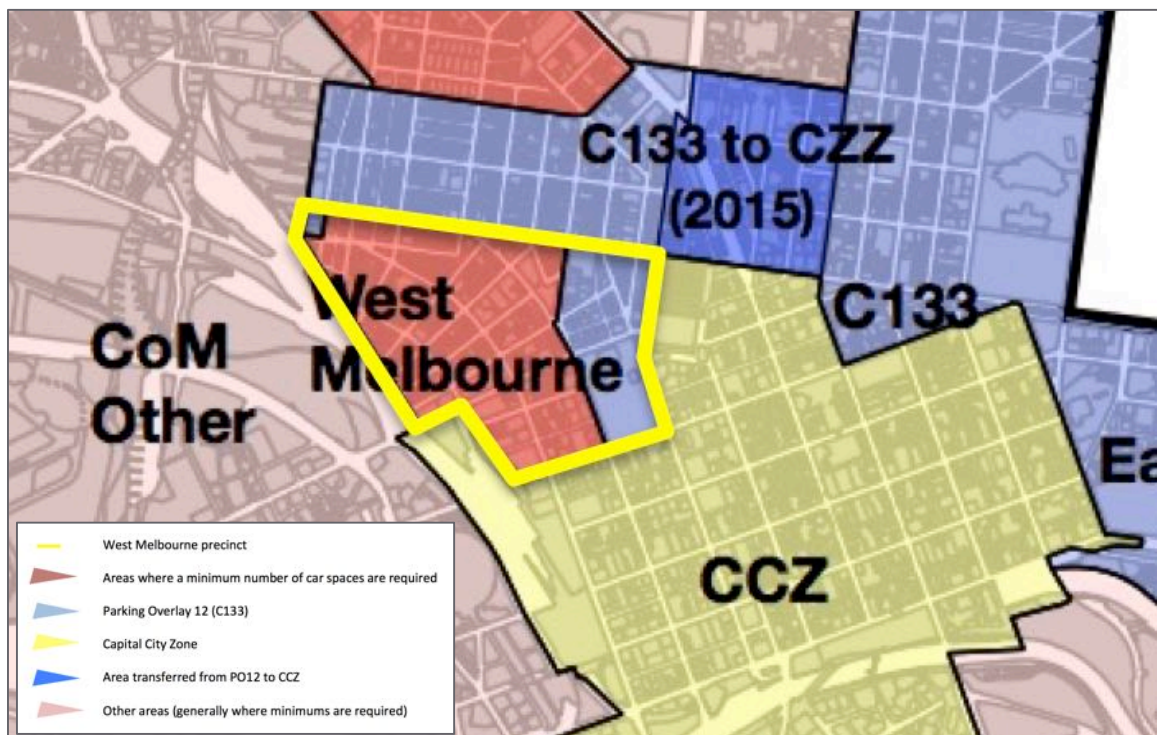 C133 to CZZ
(2015)
C133
West
Melbourne
CoM
Other
Ea
CCZ
West Melbourne precinct
Areas where a minimum number of car spaces are required
Parking Overlay 12 (C133)
Capital City Zone
Area transferred from PO12 to CCZ
Other areas (generally where minimums are required)